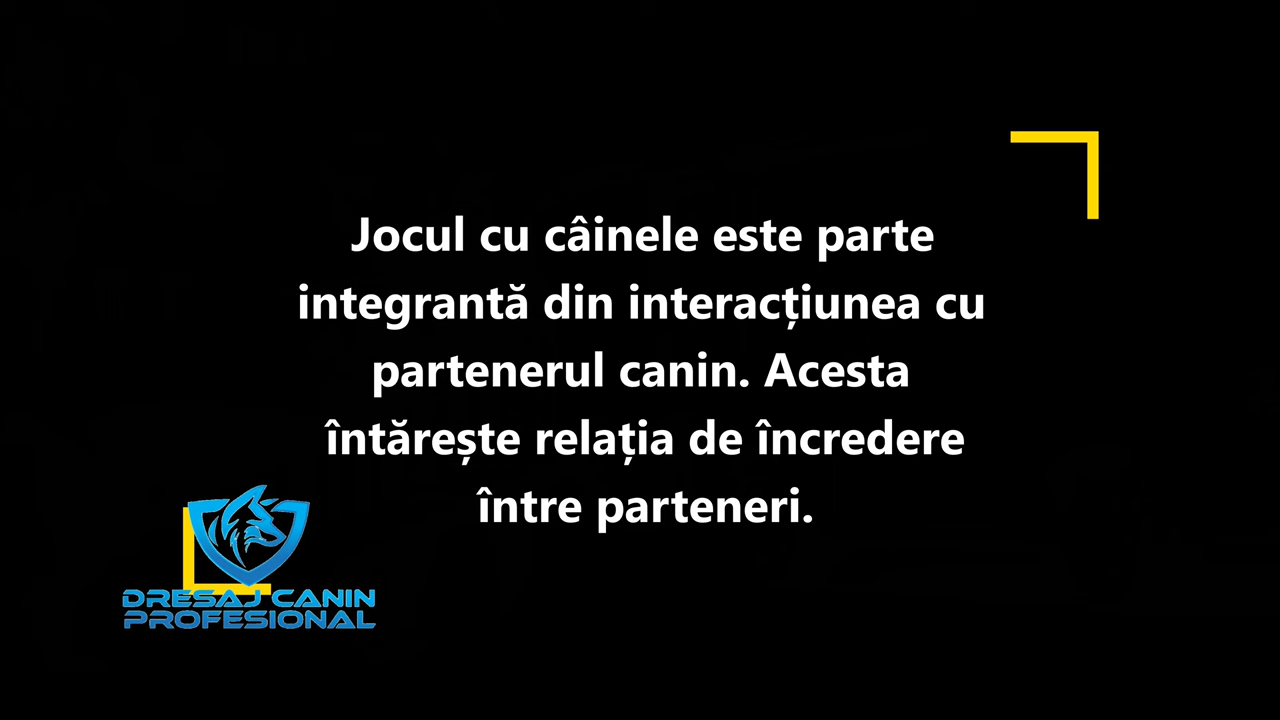 Jocul cu câinele este parte
integrantă din interacțiunea cu
partenerul canin. Acesta
întărește relația de încredere
între parteneri.
DRESAJ CANIN
PROFESIONAL